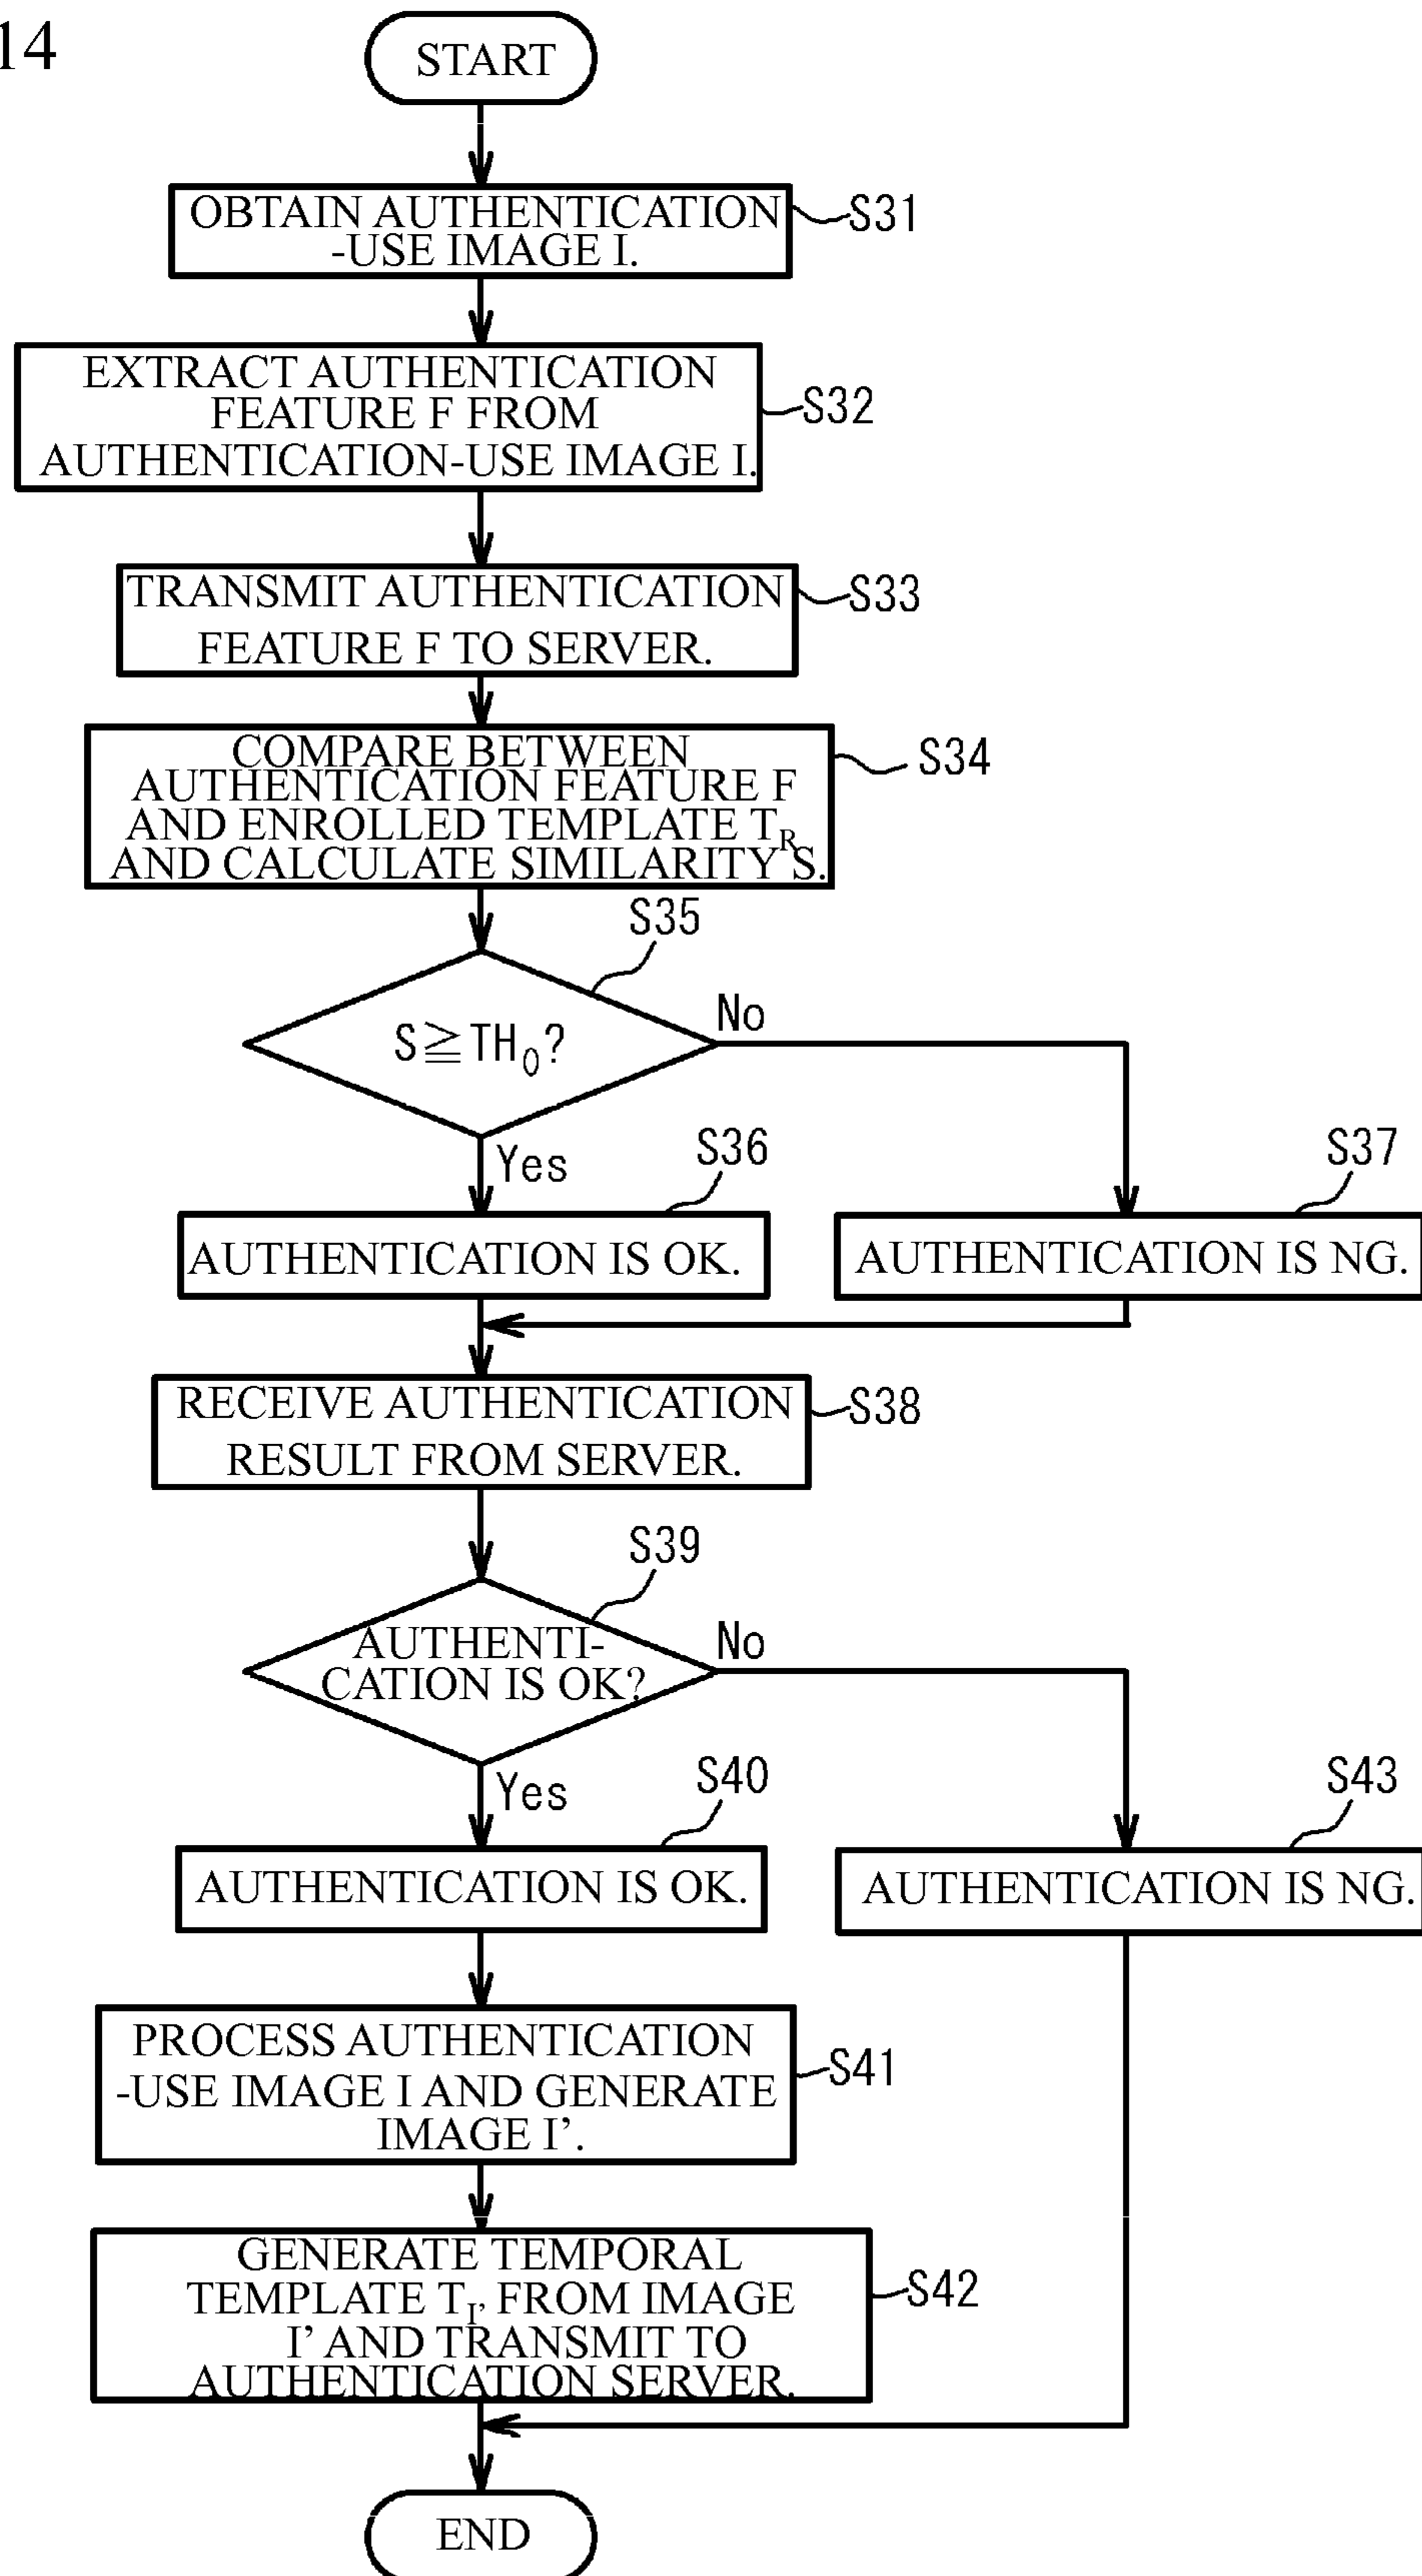 14
START
OBTAIN AUTHENTICATION
-USE IMAGE I.
S31
EXTRACT AUTHENTICATION
FEATURE F FROM
AUTHENTICATION-USE IMAGE I.
S32
TRANSMIT AUTHENTICATION
FEATURE F TO SERVER.
S33
COMPARE BETWEEN
AUTHENTICATION FEATURE F
AND ENROLLED TEMPLATE T_R
AND CALCULATE SIMILARITY S.
S34
S35
S≧TH₀?
No
Yes
S36
AUTHENTICATION IS OK.
S37
AUTHENTICATION IS NG.
RECEIVE AUTHENTICATION
RESULT FROM SERVER.
S38
S39
AUTHENTI-
CATION IS OK?
No
Yes
S40
AUTHENTICATION IS OK.
S43
AUTHENTICATION IS NG.
PROCESS AUTHENTICATION
-USE IMAGE I AND GENERATE
IMAGE I’.
S41
GENERATE TEMPORAL
TEMPLATE T_I’ FROM IMAGE
I’ AND TRANSMIT TO
AUTHENTICATION SERVER.
S42
END